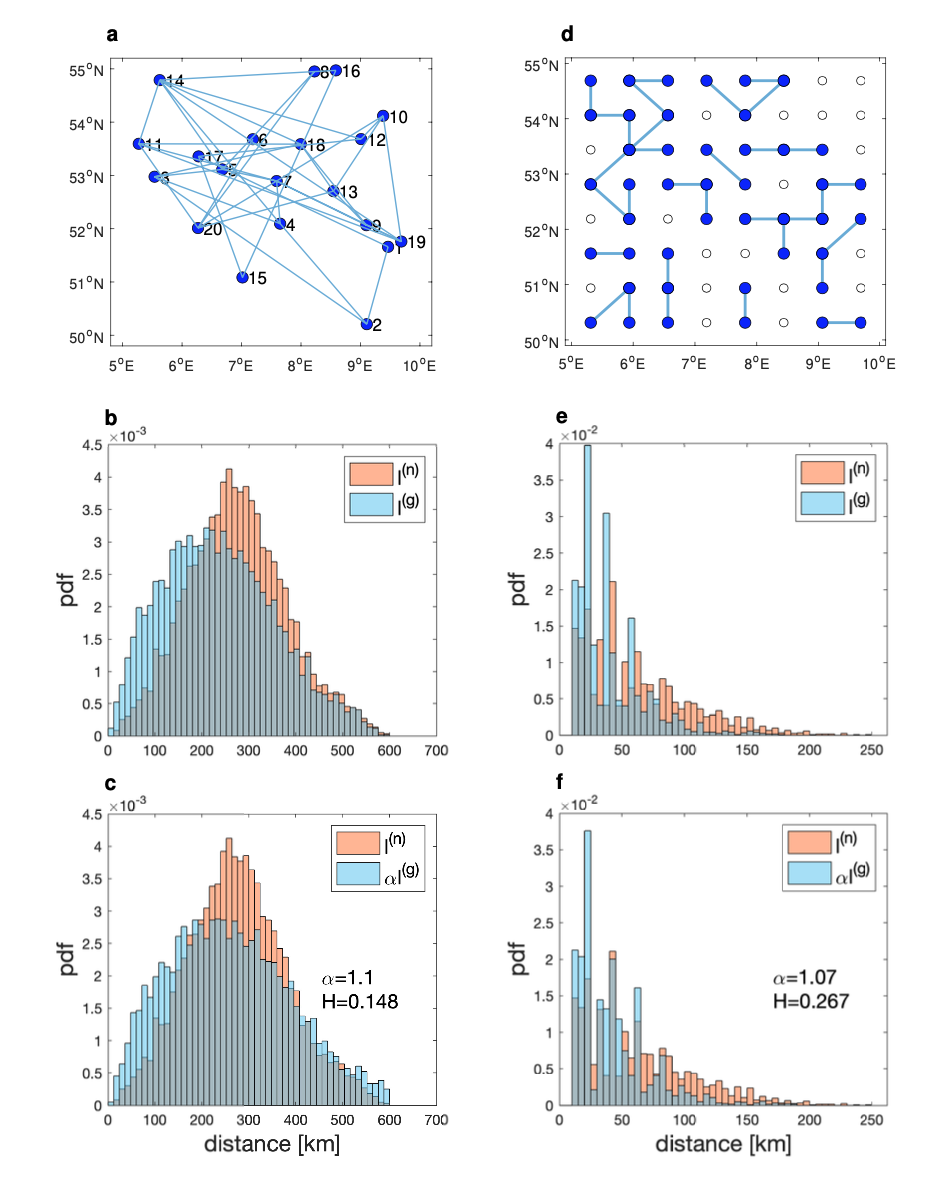 a
55°N
54°N
53°N
52°N
51°N
50°N
5°E 6°E 7°E 8°E 9°E 10°E
14
8
16
10
6
12
11
18
17
5
3
7
13
20
4
9
19
1
15
2
d
55°N
54°N
53°N
52°N
51°N
50°N
5°E 6°E 7°E 8°E 9°E 10°E
b
×10⁻³
4.5
4
3.5
3
2.5
2
1.5
1
0.5
0
pdf
l⁽ⁿ⁾
l⁽ᵍ⁾
0 100 200 300 400 500 600 700
e
×10⁻²
4
3.5
3
2.5
2
1.5
1
0.5
0
pdf
l⁽ⁿ⁾
l⁽ᵍ⁾
0 50 100 150 200 250
c
×10⁻³
4.5
4
3.5
3
2.5
2
1.5
1
0.5
0
pdf
l⁽ⁿ⁾
αl⁽ᵍ⁾
α=1.1
H=0.148
0 100 200 300 400 500 600 700
distance [km]
f
×10⁻²
4
3.5
3
2.5
2
1.5
1
0.5
0
pdf
l⁽ⁿ⁾
αl⁽ᵍ⁾
α=1.07
H=0.267
0 50 100 150 200 250
distance [km]